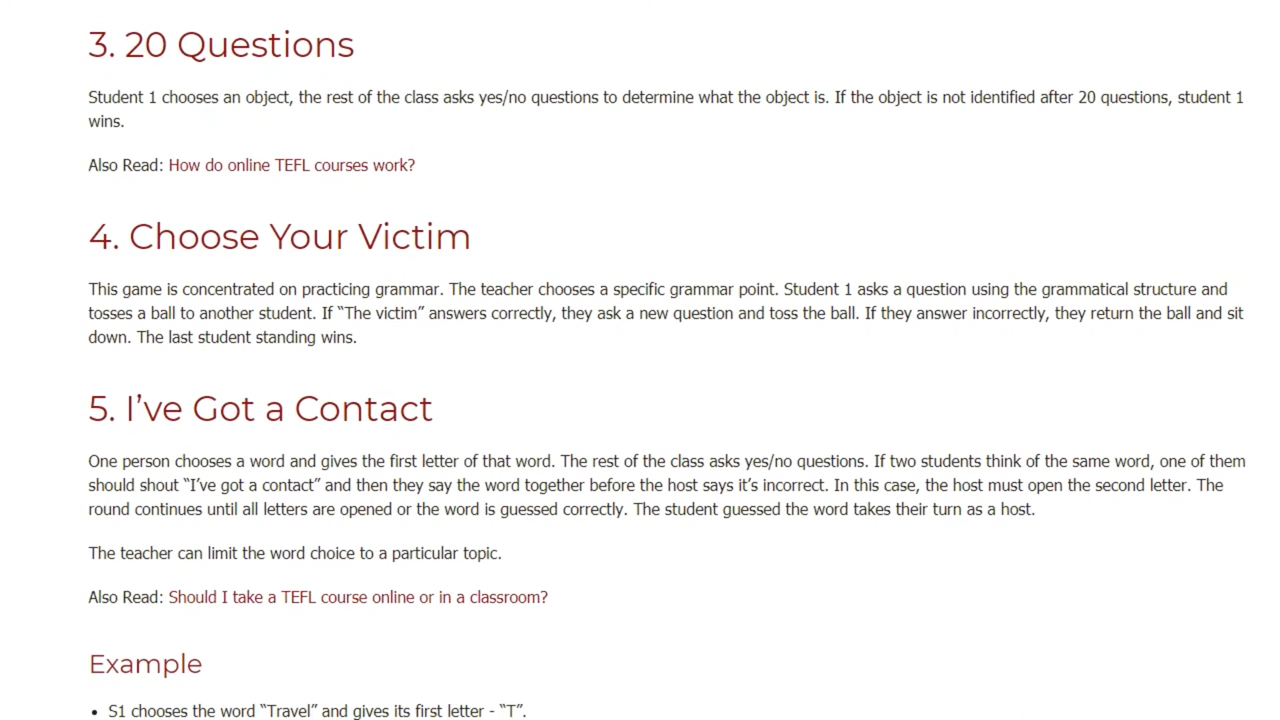 3. 20 Questions
Student 1 chooses an object, the rest of the class asks yes/no questions to determine what the object is. If the object is not identified after 20 questions, student 1
wins.
Also Read: How do online TEFL courses work?
4. Choose Your Victim
This game is concentrated on practicing grammar. The teacher chooses a specific grammar point. Student 1 asks a question using the grammatical structure and
tosses a ball to another student. If “The victim” answers correctly, they ask a new question and toss the ball. If they answer incorrectly, they return the ball and sit
down. The last student standing wins.
5. I’ve Got a Contact
One person chooses a word and gives the first letter of that word. The rest of the class asks yes/no questions. If two students think of the same word, one of them
should shout “I’ve got a contact” and then they say the word together before the host says it’s incorrect. In this case, the host must open the second letter. The
round continues until all letters are opened or the word is guessed correctly. The student guessed the word takes their turn as a host.
The teacher can limit the word choice to a particular topic.
Also Read: Should I take a TEFL course online or in a classroom?
Example
• S1 chooses the word “Travel” and gives its first letter - “T”.